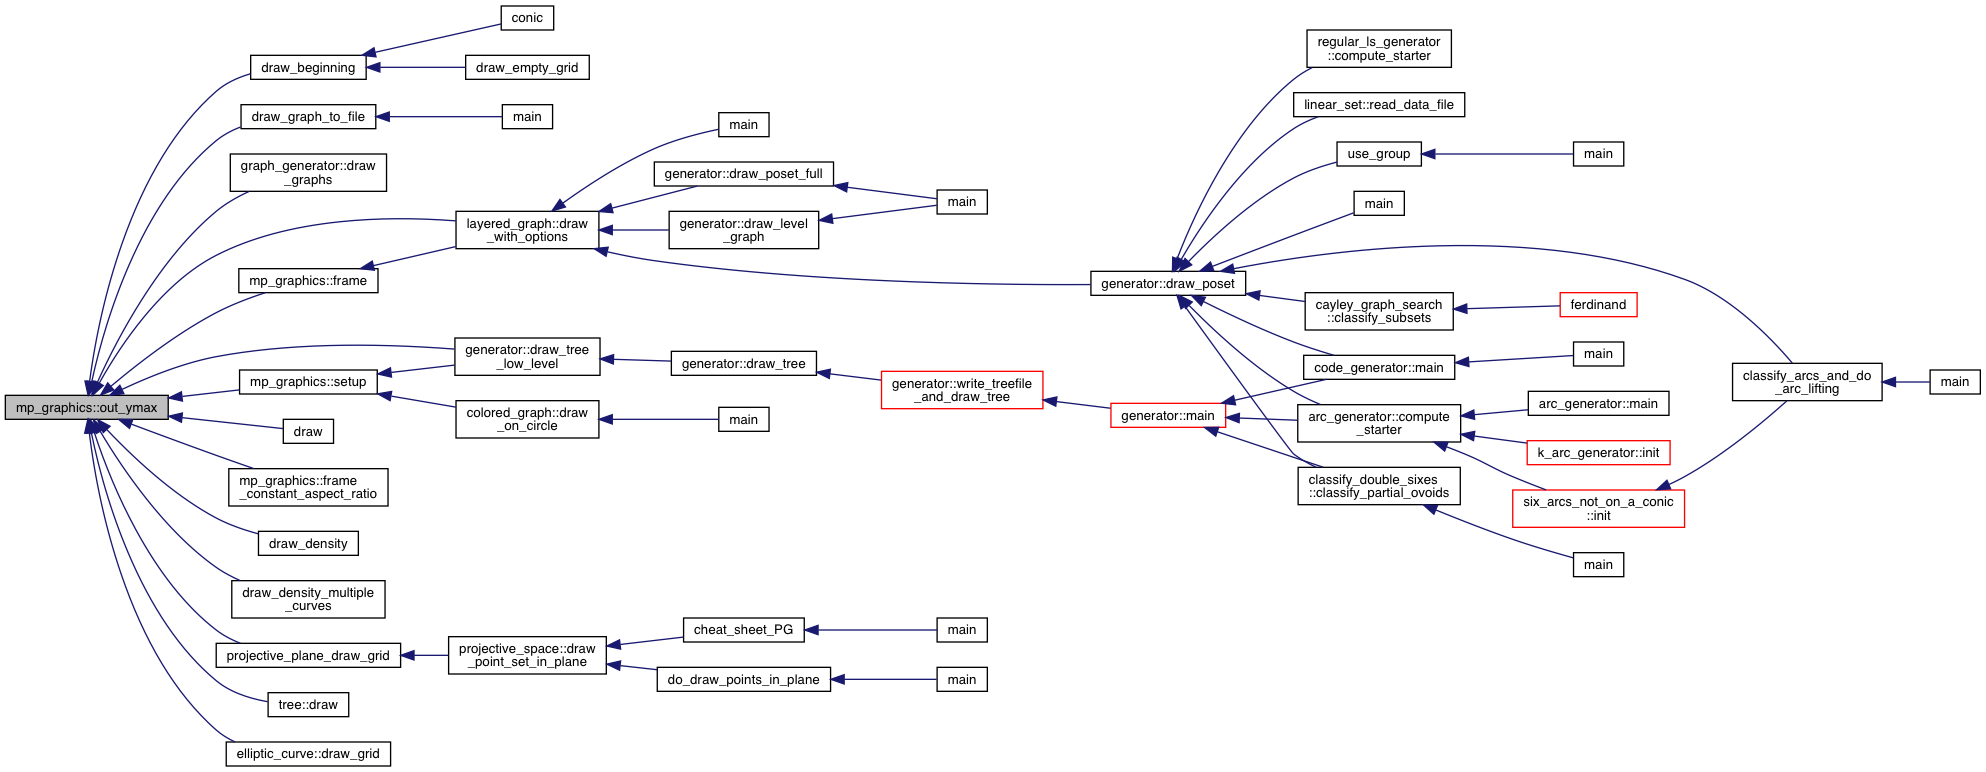 conic
draw_beginning
draw_empty_grid
draw_graph_to_file
main
graph_generator::draw
_graphs
main
generator::draw_poset_full
layered_graph::draw
_with_options
generator::draw_level
_graph
main
mp_graphics::frame
generator::draw_tree
_low_level
mp_graphics::setup
generator::draw_tree
mp_graphics::out_ymax
colored_graph::draw
_on_circle
main
draw
generator::write_treefile
_and_draw_tree
generator::main
mp_graphics::frame
_constant_aspect_ratio
draw_density
draw_density_multiple
_curves
projective_plane_draw_grid
projective_space::draw
_point_set_in_plane
cheat_sheet_PG
main
do_draw_points_in_plane
main
tree::draw
elliptic_curve::draw_grid
regular_ls_generator
::compute_starter
linear_set::read_data_file
use_group
main
main
generator::draw_poset
cayley_graph_search
::classify_subsets
ferdinand
code_generator::main
main
arc_generator::compute
_starter
arc_generator::main
k_arc_generator::init
classify_double_sixes
::classify_partial_ovoids
six_arcs_not_on_a_conic
::init
main
classify_arcs_and_do
_arc_lifting
main